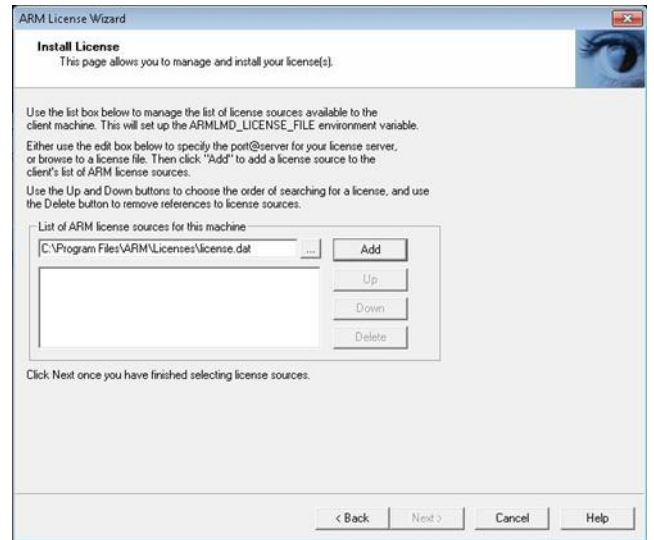 ARM License Wizard
Install License
This page allows you to manage and install your license(s).
Use the list box below to manage the list of license sources available to the
client machine. This will set up the ARMLMD_LICENSE_FILE environment variable.
Either use the edit box below to specify the port@server for your license server,
or browse to a license file. Then click "Add" to add a license source to the
client's list of ARM license sources.
Use the Up and Down buttons to choose the order of searching for a license, and use
the Delete button to remove references to license sources.
List of ARM license sources for this machine
C:\Program Files\ARM\Licenses\license.dat ... Add
Up
Down
Delete
Click Next once you have finished selecting license sources.
< Back Next > Cancel Help